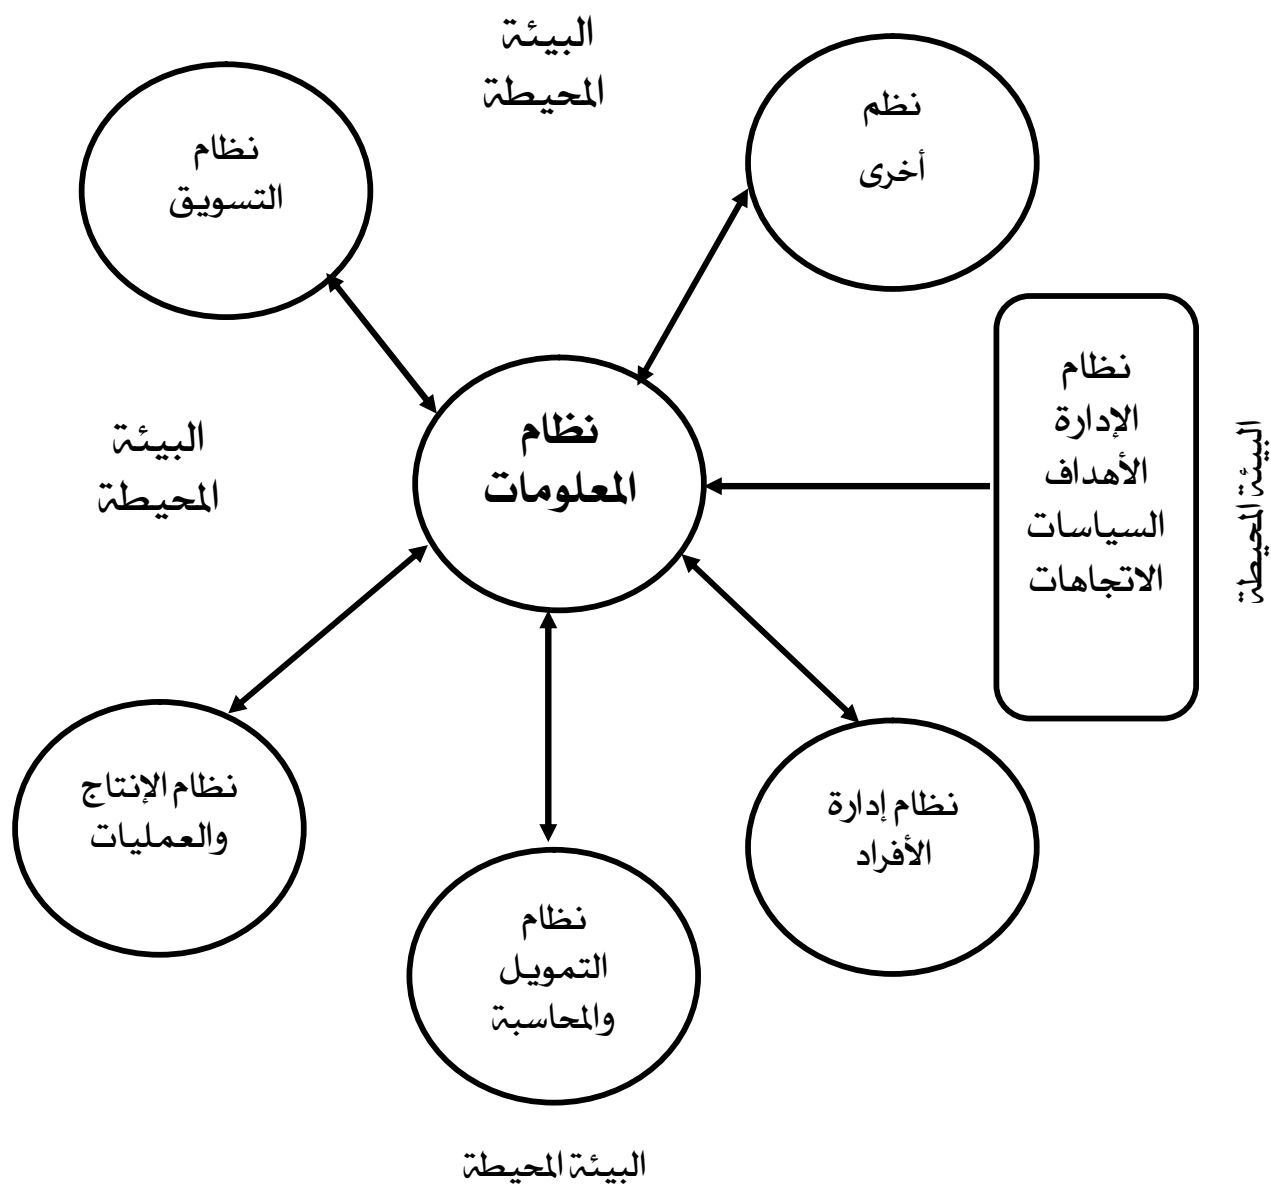 البيئة
المحيطة
نظم
أخرى
نظام
التسويق
نظام
الإدارة
الأهداف
السياسات
الاتجاهات
البيئة المحيطة
نظام
المعلومات
البيئة
المحيطة
نظام إدارة
الأفراد
نظام
التمويل
والمحاسبة
نظام الإنتاج
والعمليات
البيئة المحيطة